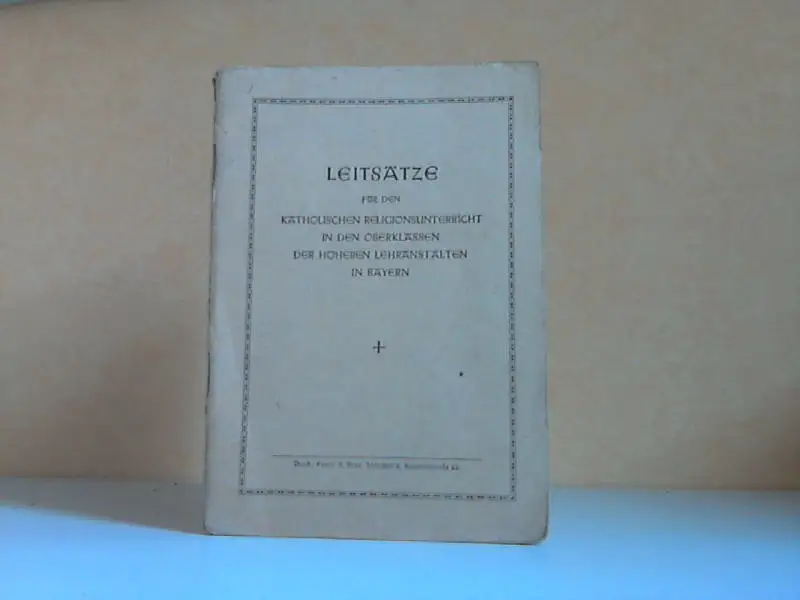 LEITSÄTZE
FÜR DEN
KATHOLISCHEN RELIGIONSUNTERRICHT
IN DEN OBERKLASSEN
DER HÖHEREN LEHRANSTALTEN
IN BAYERN